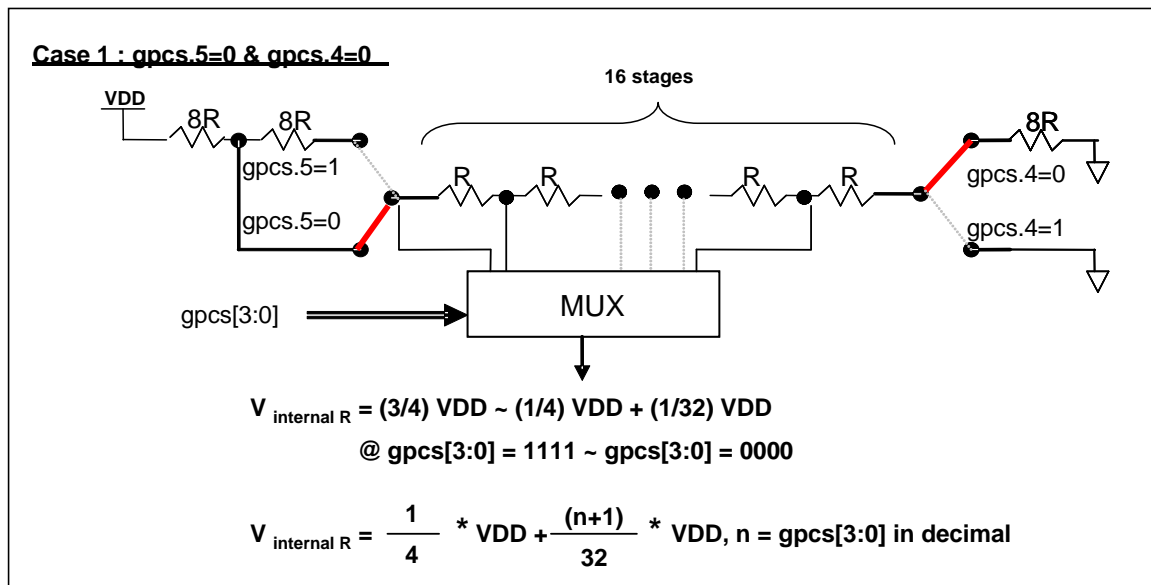 Case 1 : gpcs.5=0 & gpcs.4=0
16 stages
VDD
8R
8R
8R
gpcs.5=1
gpcs.4=0
R
R
R
R
gpcs.5=0
gpcs.4=1
gpcs[3:0]
MUX
V internal R = (3/4) VDD ~ (1/4) VDD + (1/32) VDD
@ gpcs[3:0] = 1111 ~ gpcs[3:0] = 0000
V internal R = 1/4 * VDD + (n+1)/32 * VDD, n = gpcs[3:0] in decimal